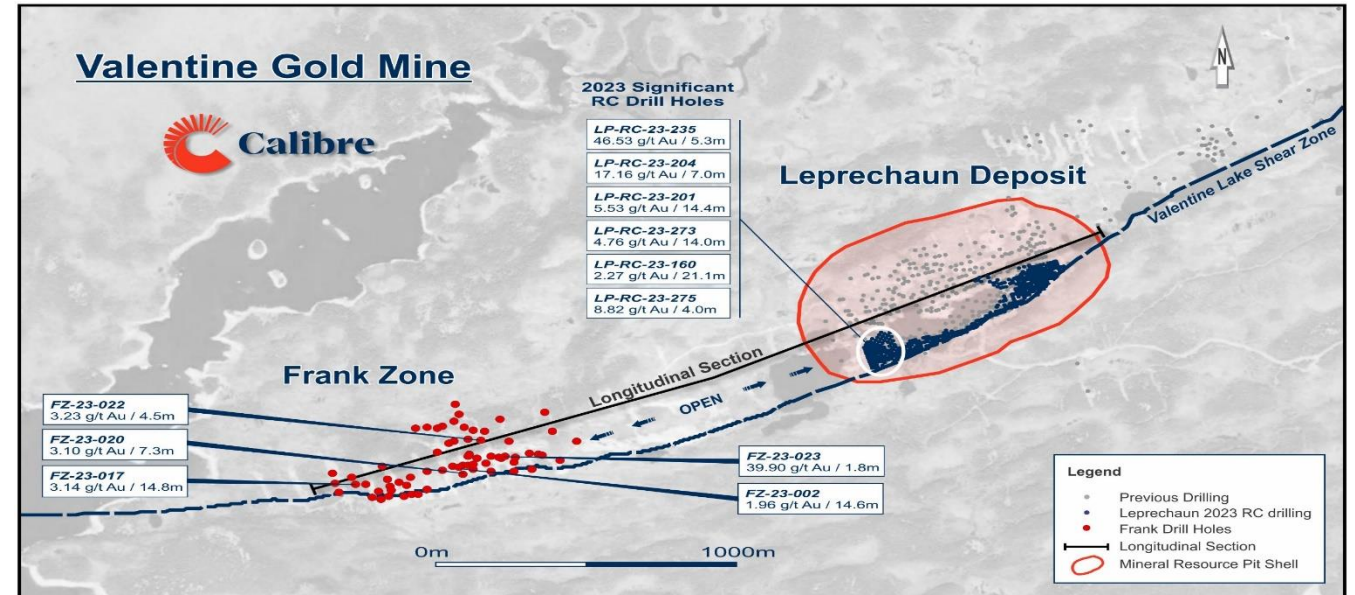 Valentine Gold Mine
Calibre
N
2023 Significant
RC Drill Holes
LP-RC-23-235
46.53 g/t Au / 5.3m
LP-RC-23-204
17.16 g/t Au / 7.0m
LP-RC-23-201
5.53 g/t Au / 14.4m
LP-RC-23-273
4.76 g/t Au / 14.0m
LP-RC-23-160
2.27 g/t Au / 21.1m
LP-RC-23-275
8.82 g/t Au / 4.0m
Leprechaun Deposit
Valentine Lake Shear Zone
Longitudinal Section
OPEN
Frank Zone
FZ-23-022
3.23 g/t Au / 4.5m
FZ-23-020
3.10 g/t Au / 7.3m
FZ-23-017
3.14 g/t Au / 14.8m
FZ-23-023
39.90 g/t Au / 1.8m
FZ-23-002
1.96 g/t Au / 14.6m
0m
1000m
Legend
Previous Drilling
Leprechaun 2023 RC drilling
Frank Drill Holes
Longitudinal Section
Mineral Resource Pit Shell